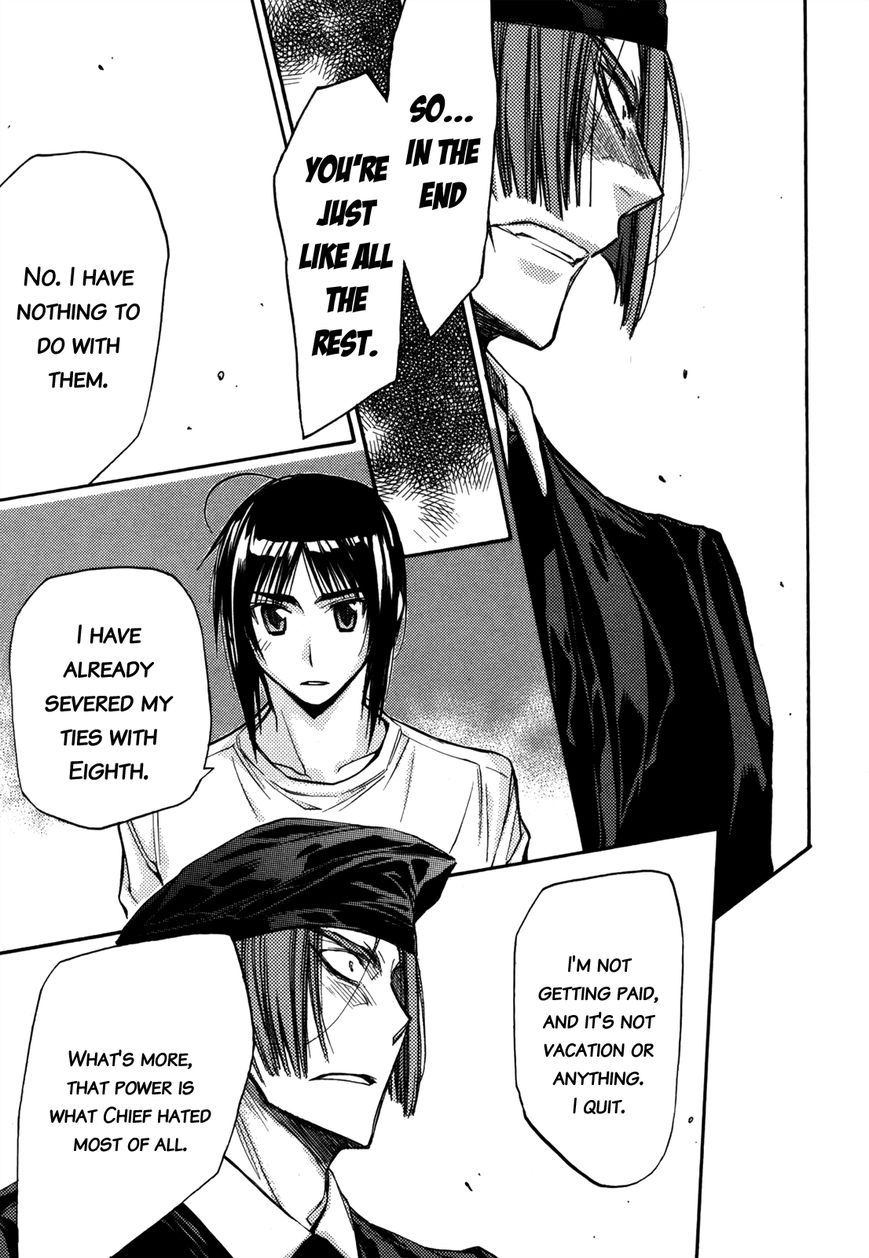 SO...
IN THE
END
YOU'RE
JUST
LIKE ALL
THE
REST.
NO. I HAVE
NOTHING TO
DO WITH
THEM.
I HAVE
ALREADY
SEVERED MY
TIES WITH
EIGHTH.
I'M NOT
GETTING PAID,
AND IT'S NOT
VACATION OR
ANYTHING.
I QUIT.
WHAT'S MORE,
THAT POWER IS
WHAT CHIEF HATED
MOST OF ALL.